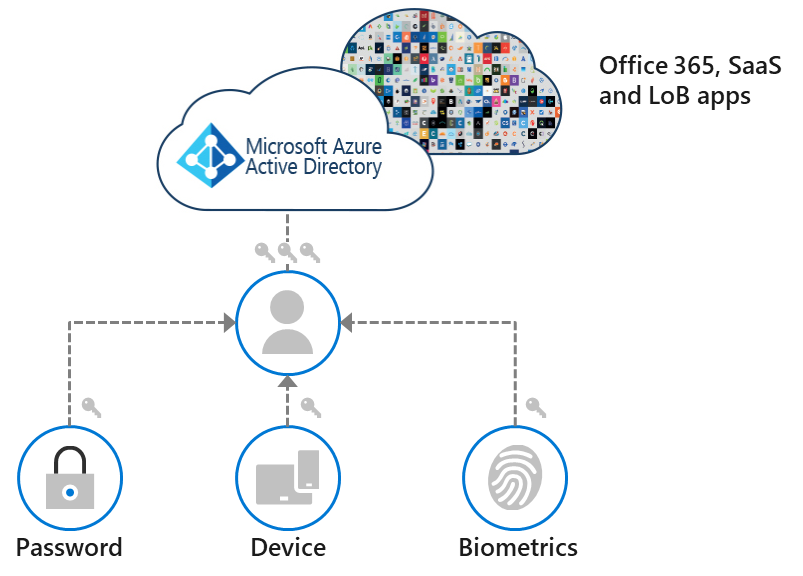 Office 365, SaaS
and LoB apps
Microsoft Azure
Active Directory
Password
Device
Biometrics